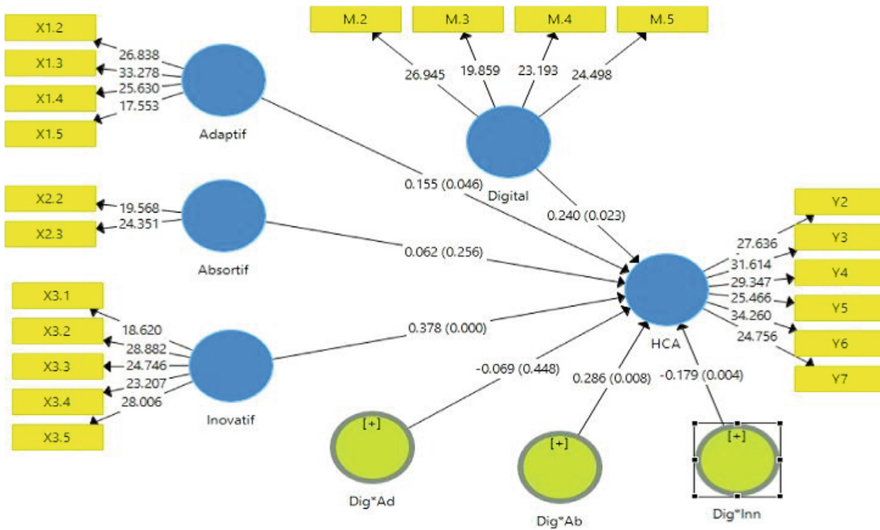 X1.2
X1.3
X1.4
X1.5
26.838
33.278
25.630
17.553
Adaptif
M.2
M.3
M.4
M.5
26.945
19.859
23.193
24.498
Digital
X2.2
X2.3
19.568
24.351
Absortif
0.155 (0.046)
0.240 (0.023)
0.062 (0.256)
X3.1
X3.2
X3.3
X3.4
X3.5
18.620
28.882
24.746
23.207
28.006
Inovatif
0.378 (0.000)
HCA
Y2
Y3
Y4
Y5
Y6
Y7
27.636
31.614
29.347
25.466
34.260
24.756
-0.069 (0.448)
0.286 (0.008)
-0.179 (0.004)
[+]
Dig*Ad
[+]
Dig*Ab
[+]
Dig*Inn